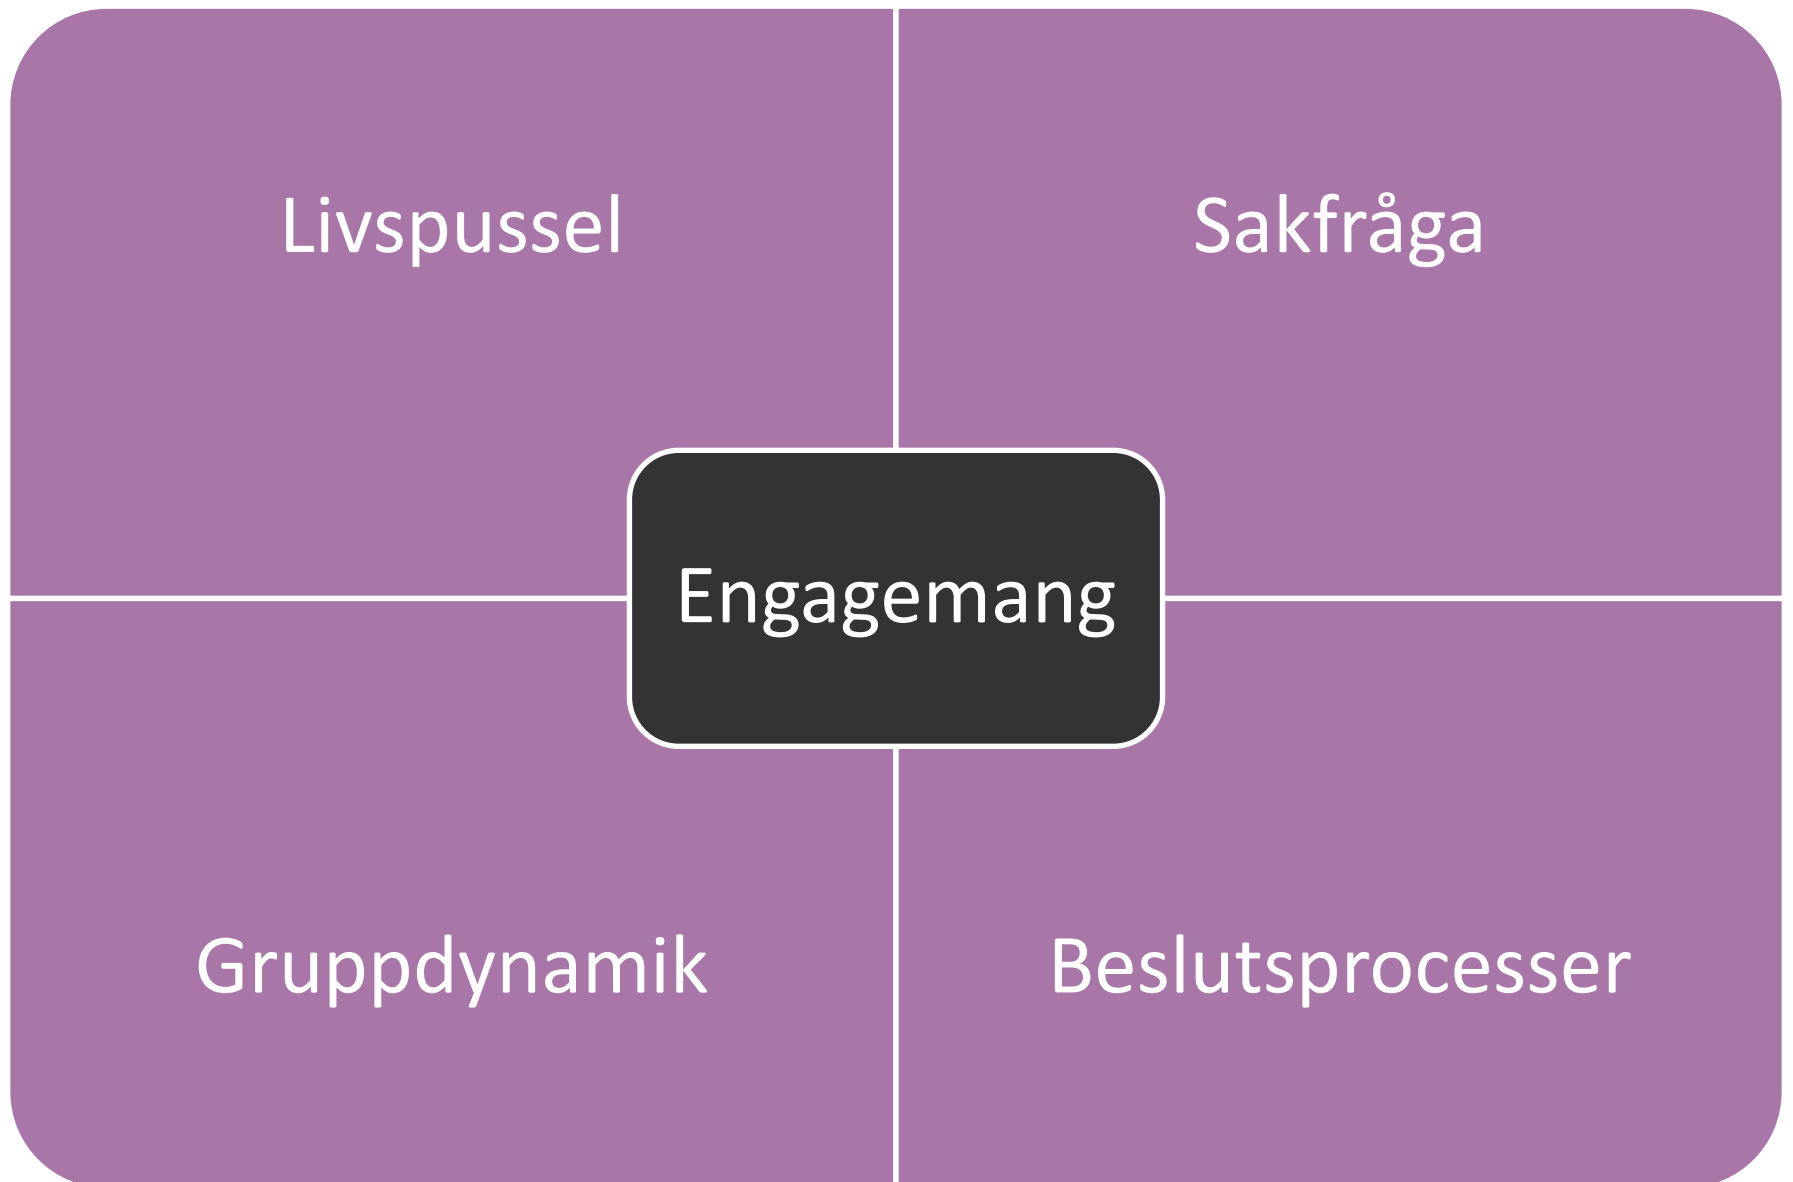 Livspussel
Sakfråga
Engagemang
Gruppdynamik
Beslutsprocesser